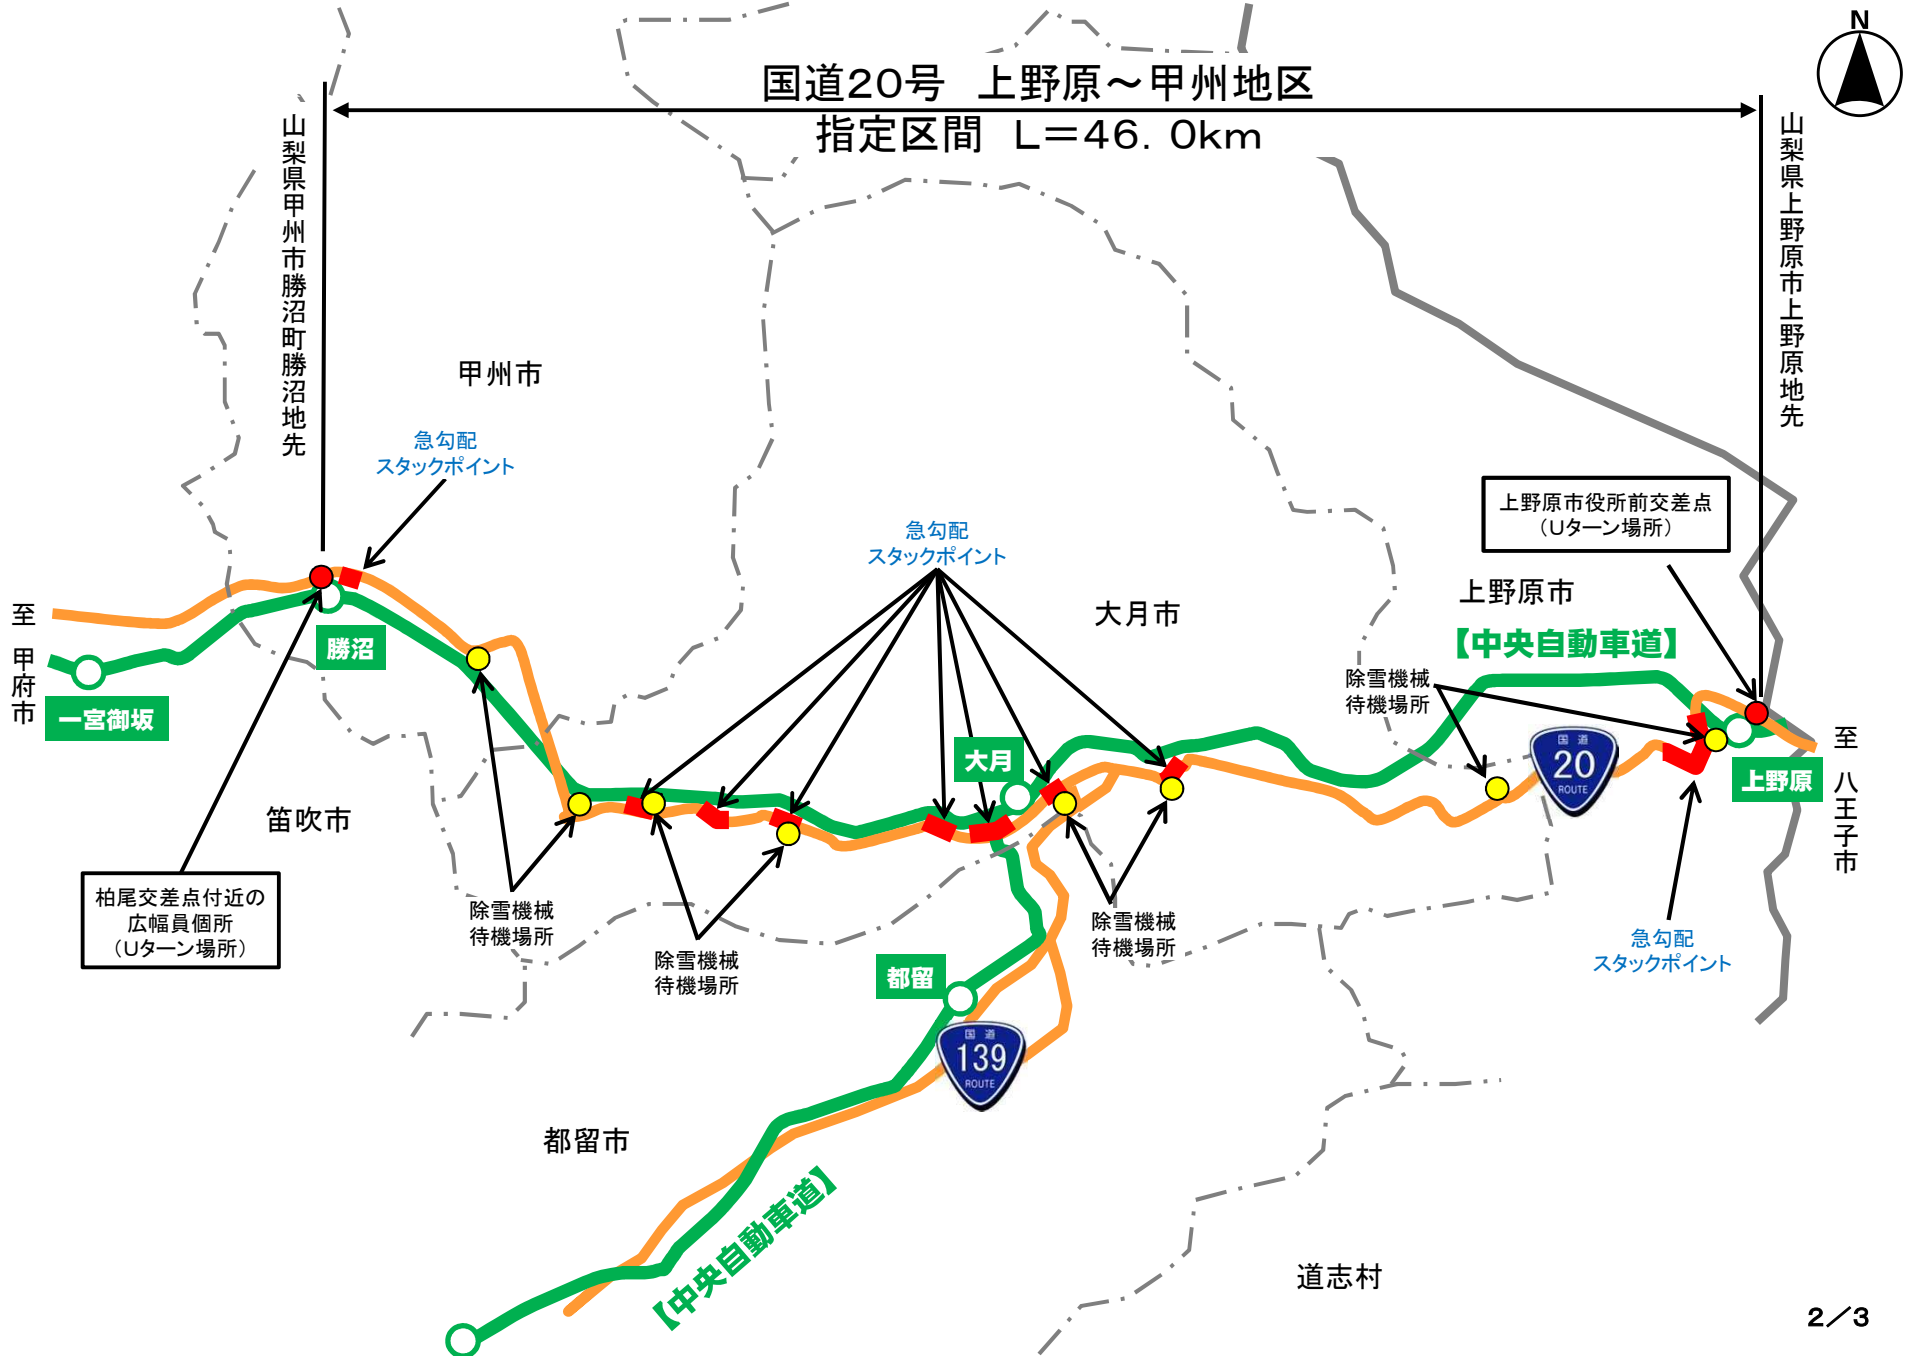 N
国道20号　上野原～甲州地区
指定区間　L＝46．0km
山梨県甲州市勝沼町勝沼地先
山梨県上野原市上野原地先
甲州市
急勾配
スタックポイント
急勾配
スタックポイント
上野原市役所前交差点
（Uターン場所）
上野原市
大月市
【中央自動車道】
至　甲府市
勝沼
一宮御坂
除雪機械
待機場所
国道
20
ROUTE
大月
上野原
至　八王子市
笛吹市
柏尾交差点付近の
広幅員個所
（Uターン場所）
除雪機械
待機場所
除雪機械
待機場所
除雪機械
待機場所
急勾配
スタックポイント
都留
国道
139
ROUTE
都留市
【中央自動車道】
道志村
2／3